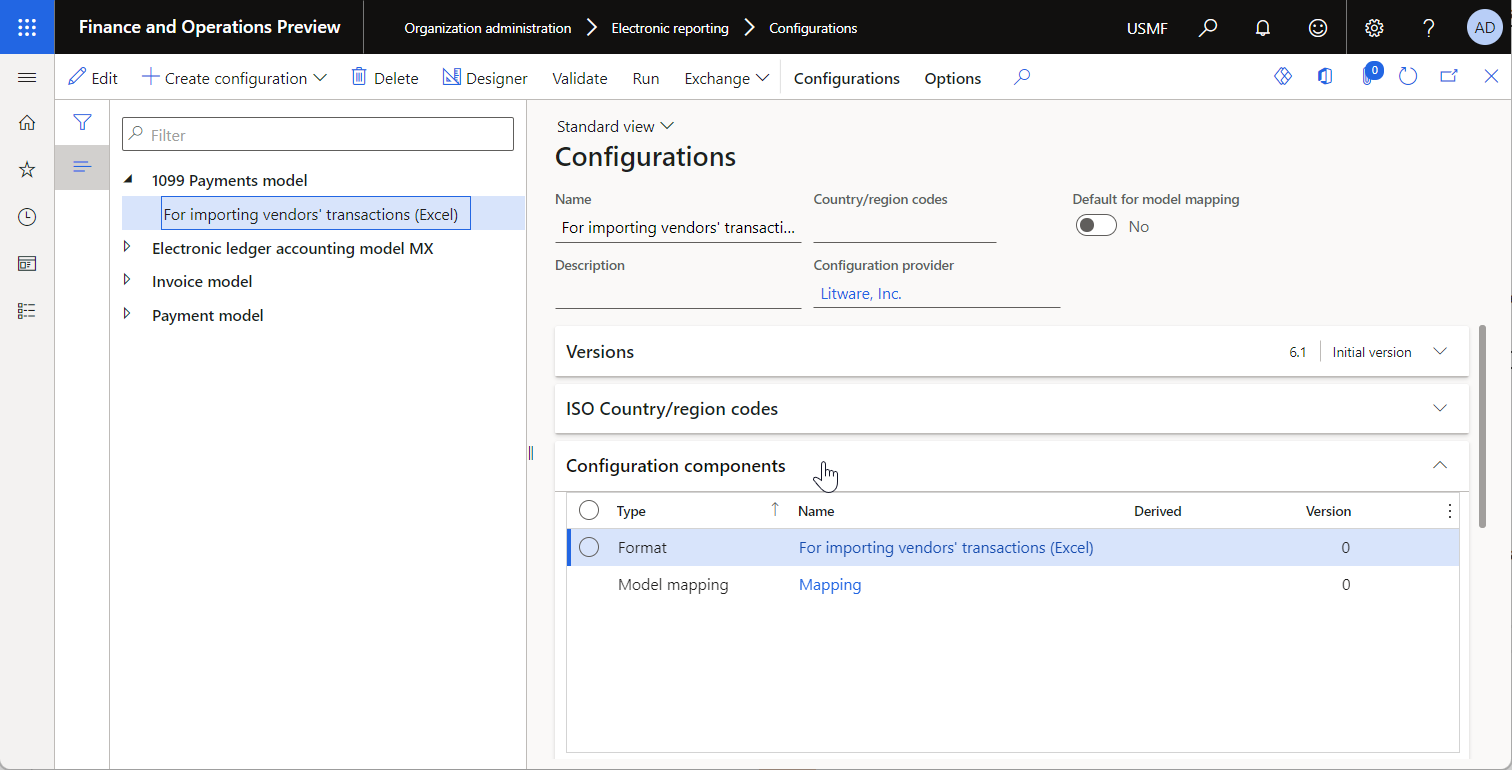 Finance and Operations Preview
Organization administration
Electronic reporting
Configurations
USMF
AD
Edit
Create configuration
Delete
Designer
Validate
Run
Exchange
Configurations
Options
0
Filter
1099 Payments model
For importing vendors' transactions (Excel)
Electronic ledger accounting model MX
Invoice model
Payment model
Standard view
Configurations
Name
Country/region codes
Default for model mapping
For importing vendors' transacti...
No
Description
Configuration provider
Litware, Inc.
Versions
6.1
Initial version
ISO Country/region codes
Configuration components
Type
Name
Derived
Version
Format
For importing vendors' transactions (Excel)
0
Model mapping
Mapping
0